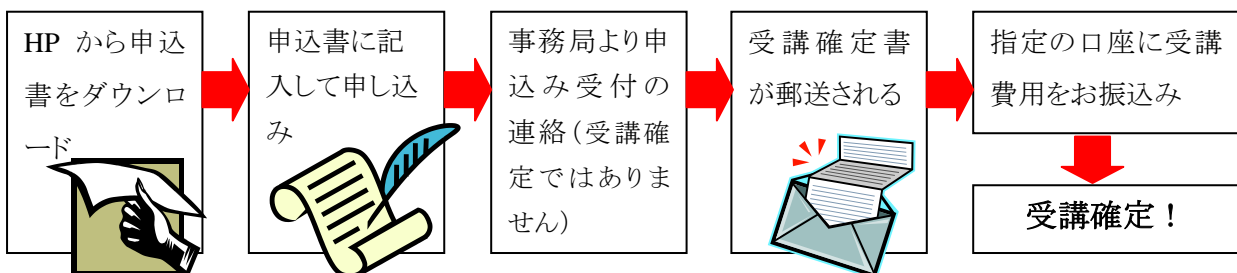 HP から申込
書をダウンロ
ード
申込書に記
入して申し込
み
事務局より申
込み受付の
連絡(受講確
定ではありま
せん)
受講確定書
が郵送される
指定の口座に受講
費用をお振込み
受講確定！